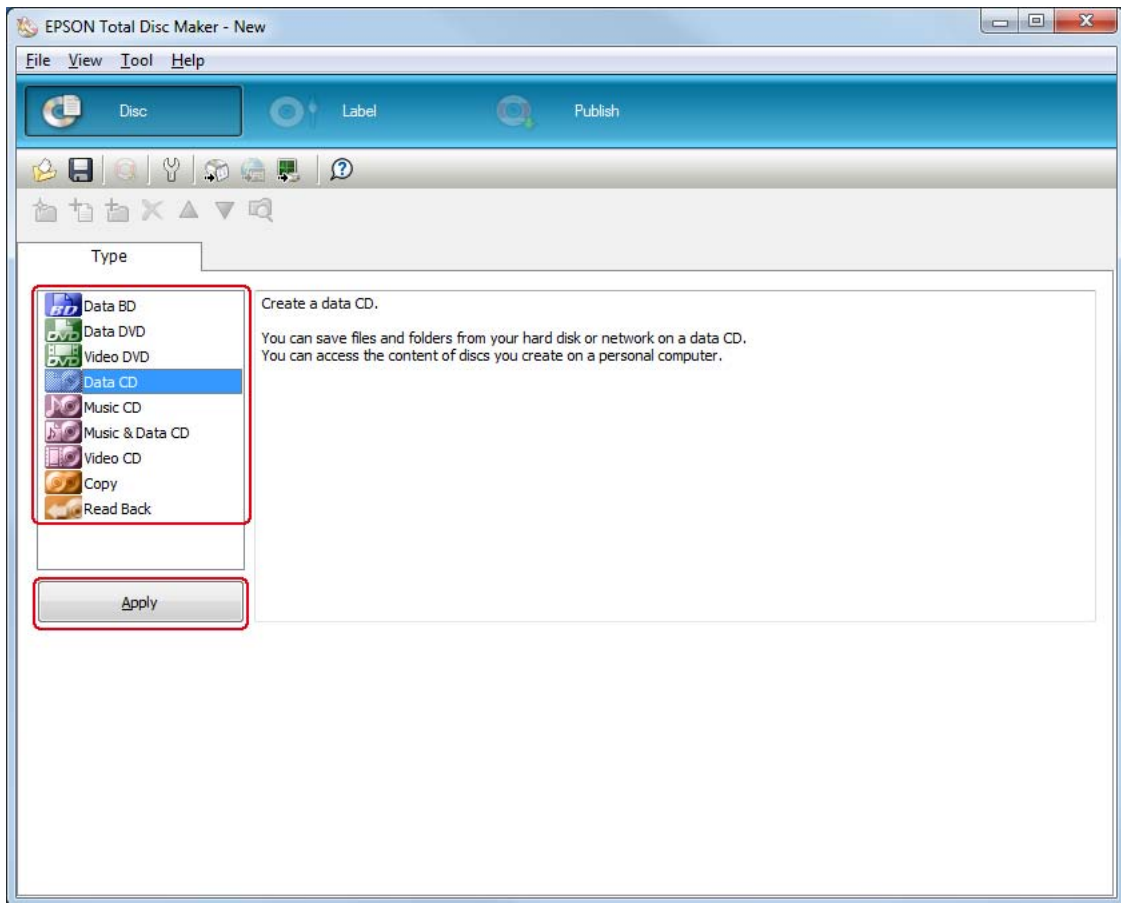 EPSON Total Disc Maker - New
File View Tool Help
Disc Label Publish
Type
Data BD
Data DVD
Video DVD
Data CD
Music CD
Music & Data CD
Video CD
Copy
Read Back
Apply
Create a data CD.
You can save files and folders from your hard disk or network on a data CD.
You can access the content of discs you create on a personal computer.